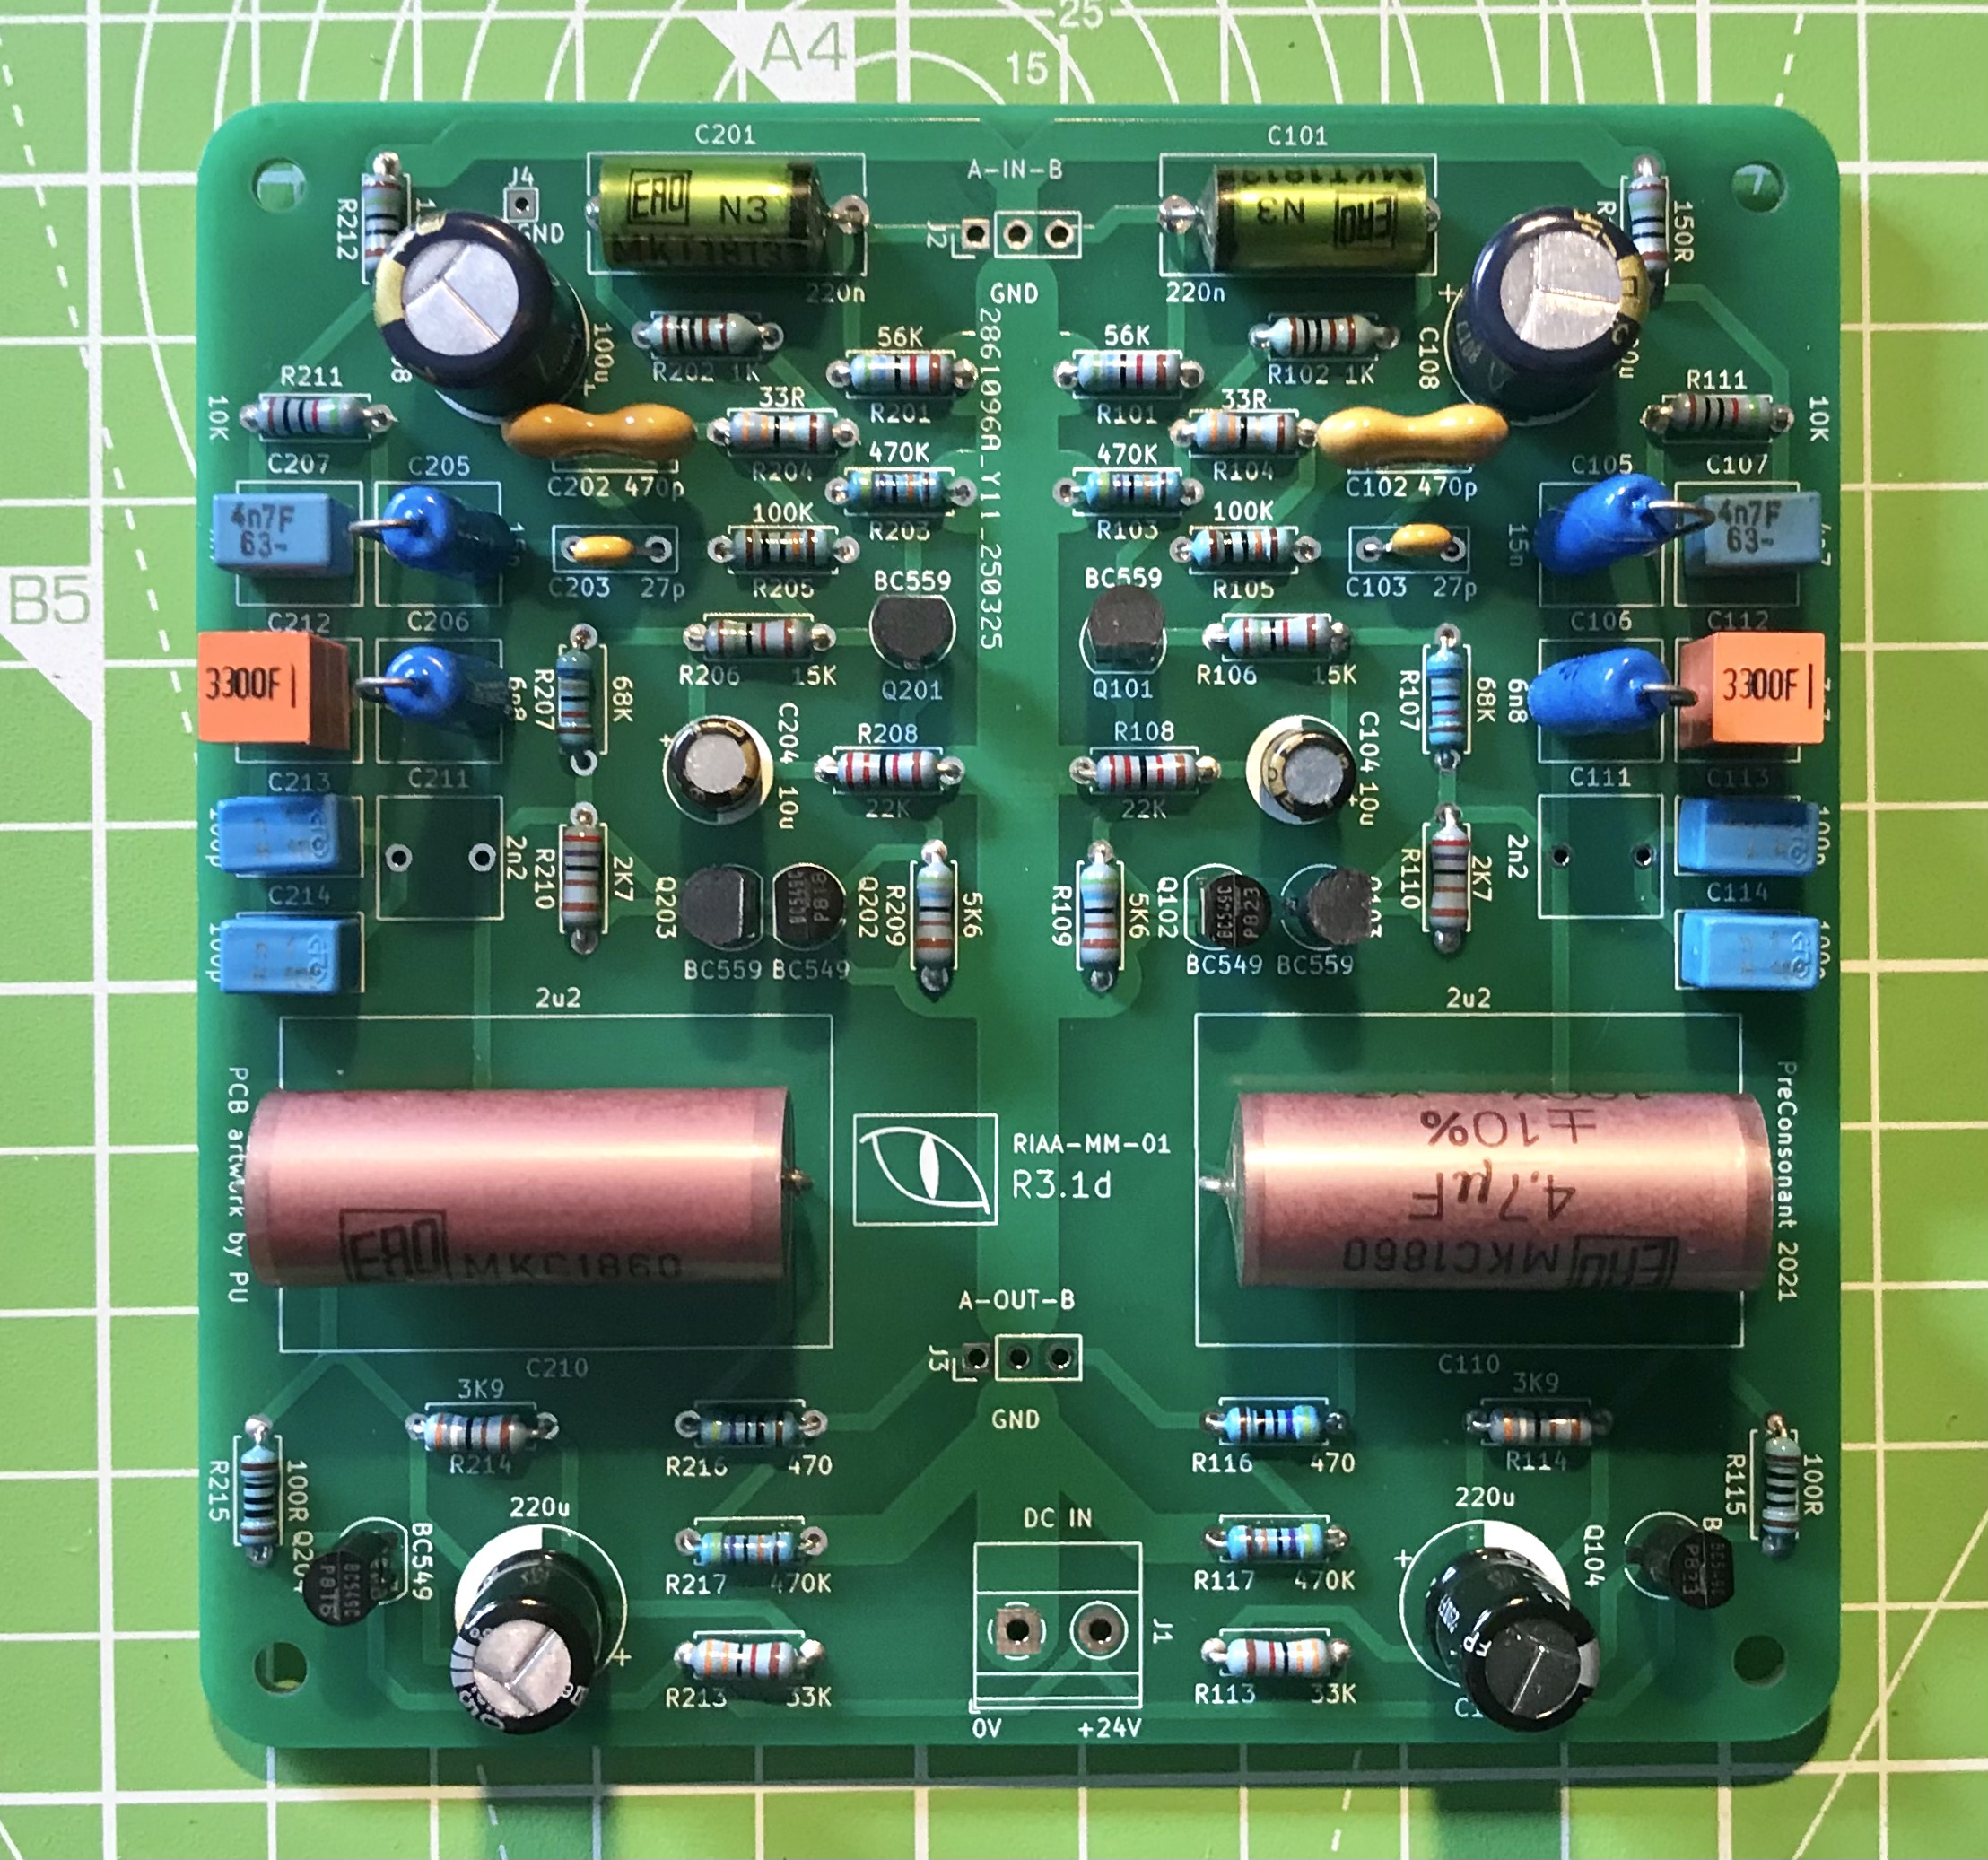 25
A4
15
B5
C201
C101
A-IN-B
J4
GND
R212
ERO N3
MKT1813
J2
ERO N3
MKT1813
150R
220n
GND
220n
2861096A_Y11_250325
100u
R202 1K
56K
R201
56K
R101
R102 1K
C108
R211
10K
R111
10K
33R
R204
33R
R104
C207
C205
C202 470p
470K
R203
470K
R103
C102 470p
C105
C107
4n7F
63-
100K
R205
100K
R105
15n
4n7F
63-
C203 27p
C103 27p
BC559
Q201
BC559
Q101
C212
C206
C106
C112
3300F
6n8
R207
68K
R206 15K
R106 15K
R107
68K
6n8
3300F
C204
10u
R208
22K
R108
22K
C104 10u
C213
C211
2n2
C111
2n2
C113
100n
R210
2K7
Q203
BC549C
P818
Q202
R209
5K6
R109
5K6
Q102
BC549C
P823
Q103
R110
2K7
C214
C114
BC559 BC549
BC549 BC559
2u2
2u2
PCB artwork by PU
ERO MKC1860
RIAA-MM-01
R3.1d
±10%
4,7µF
ERO MKC1860
PreConsonant 2021
A-OUT-B
J3
GND
C210
C110
3K9
R214
R216 470
R116 470
3K9
R114
R215
100R
R115
100R
220u
DC IN
220u
BC549
R217 470K
R117 470K
Q104
J1
R213 33K
R113 33K
0V +24V